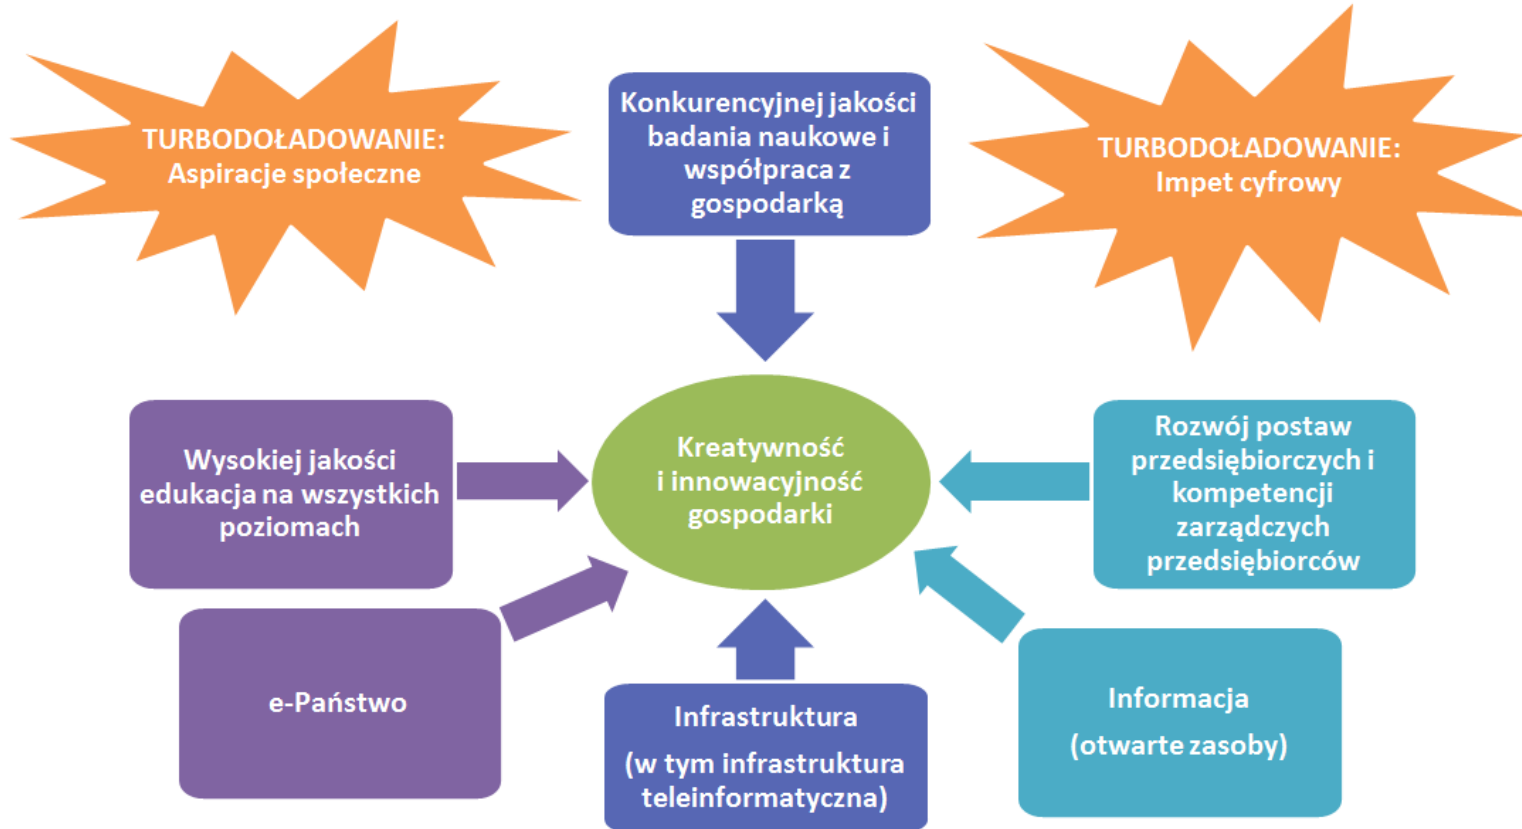 TURBODOŁADOWANIE:
Aspiracje społeczne
Konkurencyjnej jakości
badania naukowe i
współpraca z
gospodarką
TURBODOŁADOWANIE:
Impet cyfrowy
Wysokiej jakości
edukacja na wszystkich
poziomach
Kreatywność
i innowacyjność
gospodarki
Rozwój postaw
przedsiębiorczych i
kompetencji
zarządczych
przedsiębiorców
e-Państwo
Infrastruktura
(w tym infrastruktura
teleinformatyczna)
Informacja
(otwarte zasoby)